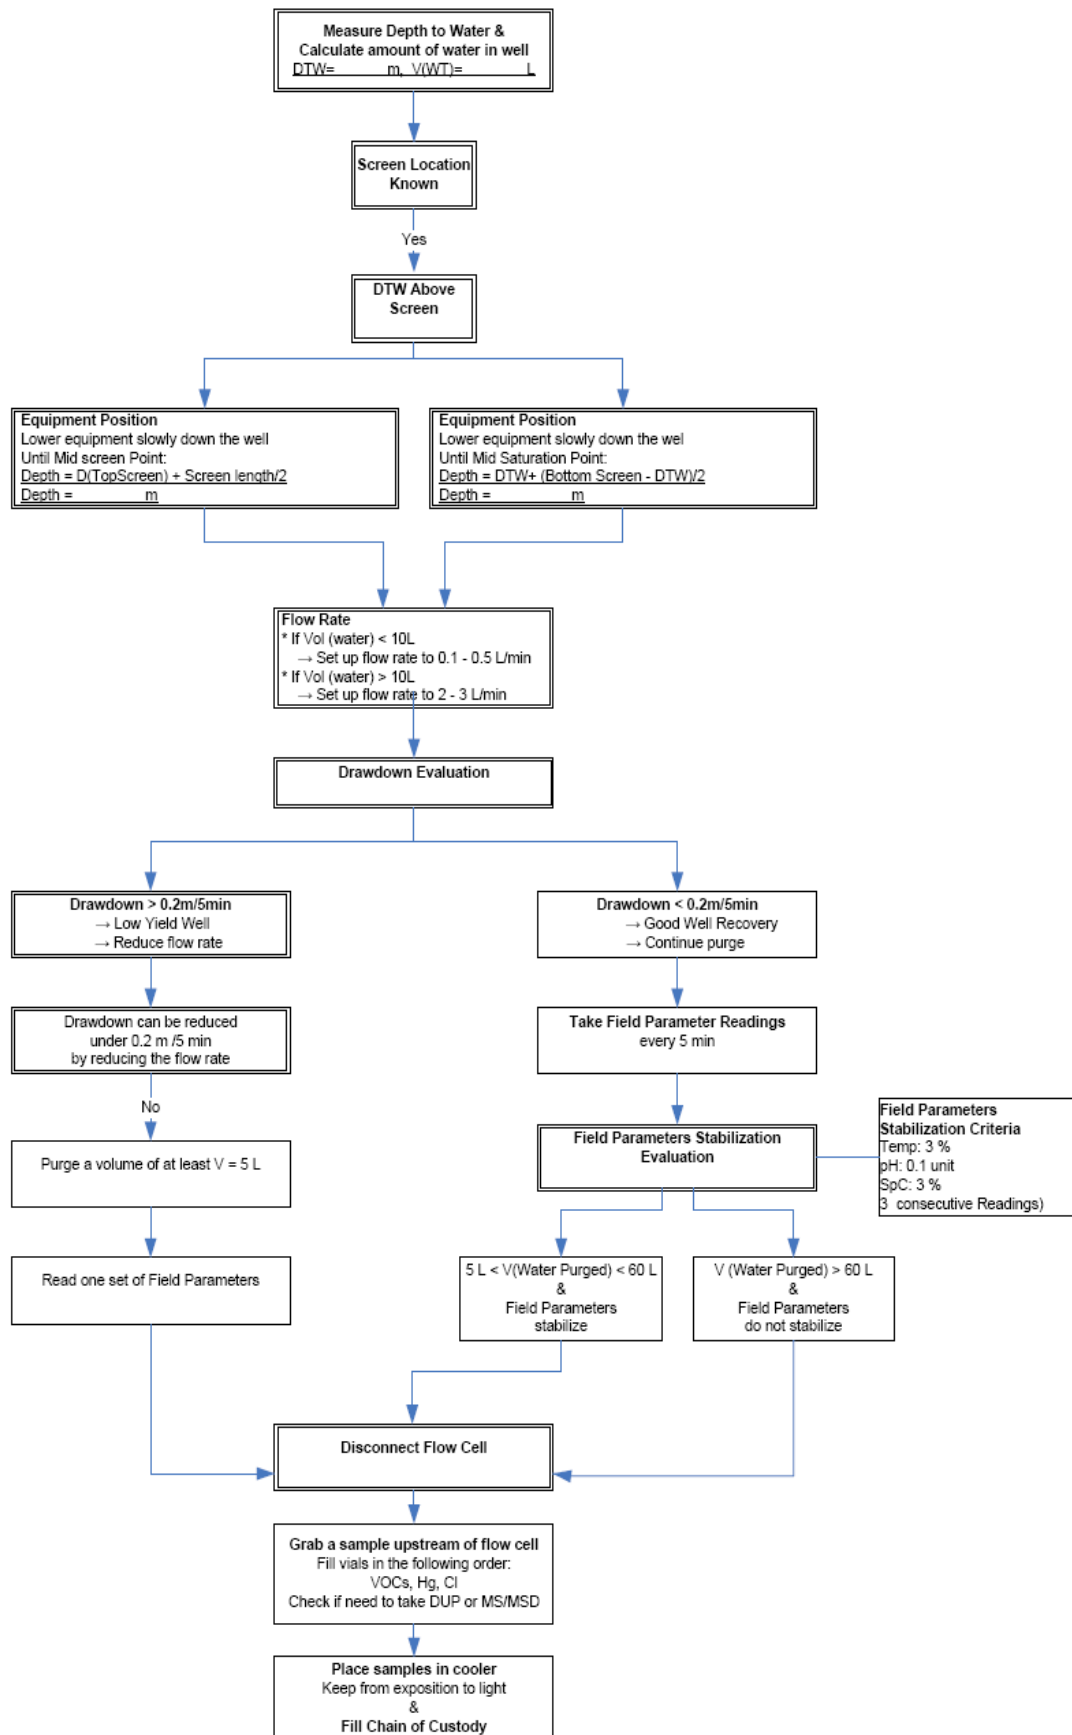 Measure Depth to Water &
Calculate amount of water in well
DTW= m, V(WT)= L
Screen Location
Known
Yes
DTW Above
Screen
Equipment Position
Lower equipment slowly down the well
Until Mid screen Point:
Depth = D(TopScreen) + Screen length/2
Depth = m
Equipment Position
Lower equipment slowly down the wel
Until Mid Saturation Point:
Depth = DTW+ (Bottom Screen - DTW)/2
Depth = m
Flow Rate
* If Vol (water) < 10L
→ Set up flow rate to 0.1 - 0.5 L/min
* If Vol (water) > 10L
→ Set up flow rate to 2 - 3 L/min
Drawdown Evaluation
Drawdown > 0.2m/5min
→ Low Yield Well
→ Reduce flow rate
Drawdown < 0.2m/5min
→ Good Well Recovery
→ Continue purge
Drawdown can be reduced
under 0.2 m /5 min
by reducing the flow rate
Take Field Parameter Readings
every 5 min
No
Field Parameters
Stabilization Criteria
Temp: 3 %
pH: 0.1 unit
SpC: 3 %
3 consecutive Readings)
Field Parameters Stabilization
Evaluation
Purge a volume of at least V = 5 L
Read one set of Field Parameters
5 L < V(Water Purged) < 60 L
&
Field Parameters
stabilize
V (Water Purged) > 60 L
&
Field Parameters
do not stabilize
Disconnect Flow Cell
Grab a sample upstream of flow cell
Fill vials in the following order:
VOCs, Hg, Cl
Check if need to take DUP or MS/MSD
Place samples in cooler
Keep from exposition to light
&
Fill Chain of Custody